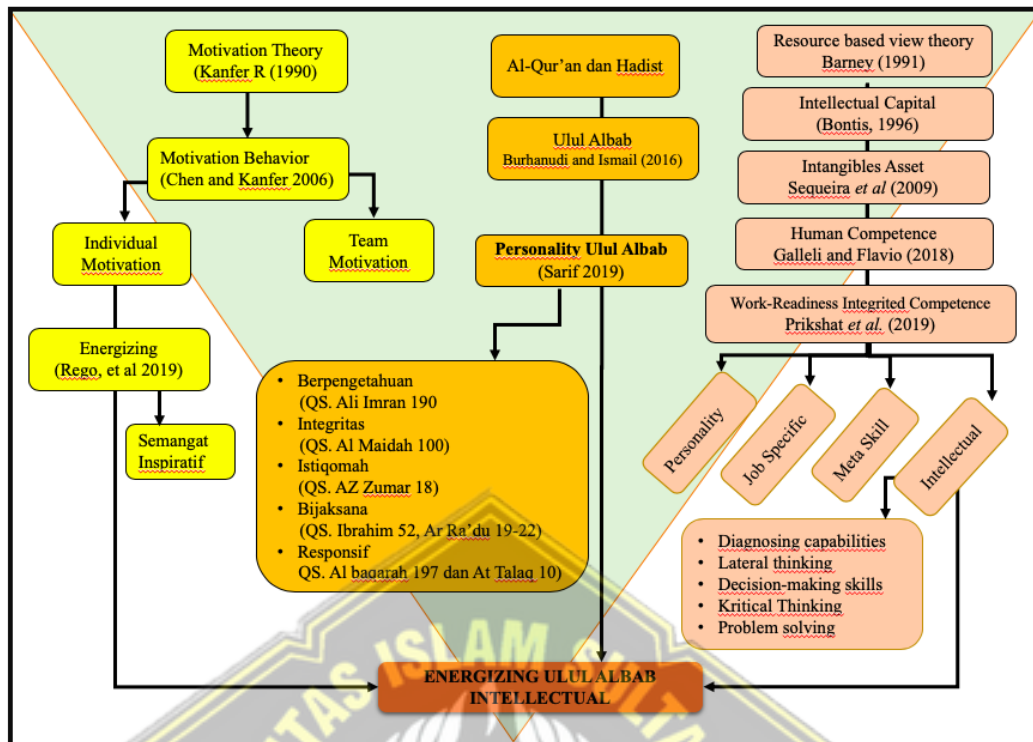 Motivation Theory
(Kanfer R (1990)
Motivation Behavior
(Chen and Kanfer 2006)
Individual
Motivation
Team
Motivation
Energizing
(Rego, et al 2019)
Semangat
Inspiratif
Al-Qur'an dan Hadist
Ulul Albab
Burhanudi and Ismail (2016)
Personality Ulul Albab
(Sarif 2019)
• Berpengetahuan
(QS. Ali Imran 190
• Integritas
(QS. Al Maidah 100)
• Istiqomah
(QS. AZ Zumar 18)
• Bijaksana
(QS. Ibrahim 52, Ar Ra'du 19-22)
• Responsif
QS. Al baqarah 197 dan At Talaq 10)
Resource based view theory
Barney (1991)
Intellectual Capital
(Bontis, 1996)
Intangibles Asset
Sequeira et al (2009)
Human Competence
Galleli and Flavio (2018)
Work-Readiness Integrited Competence
Prikshat et al. (2019)
Personality
Job Specific
Meta Skill
Intellectual
• Diagnosing capabilities
• Lateral thinking
• Decision-making skills
• Kritical Thinking
• Problem solving
ENERGIZING ULUL ALBAB
INTELLECTUAL
TAS ISLAM SULTA